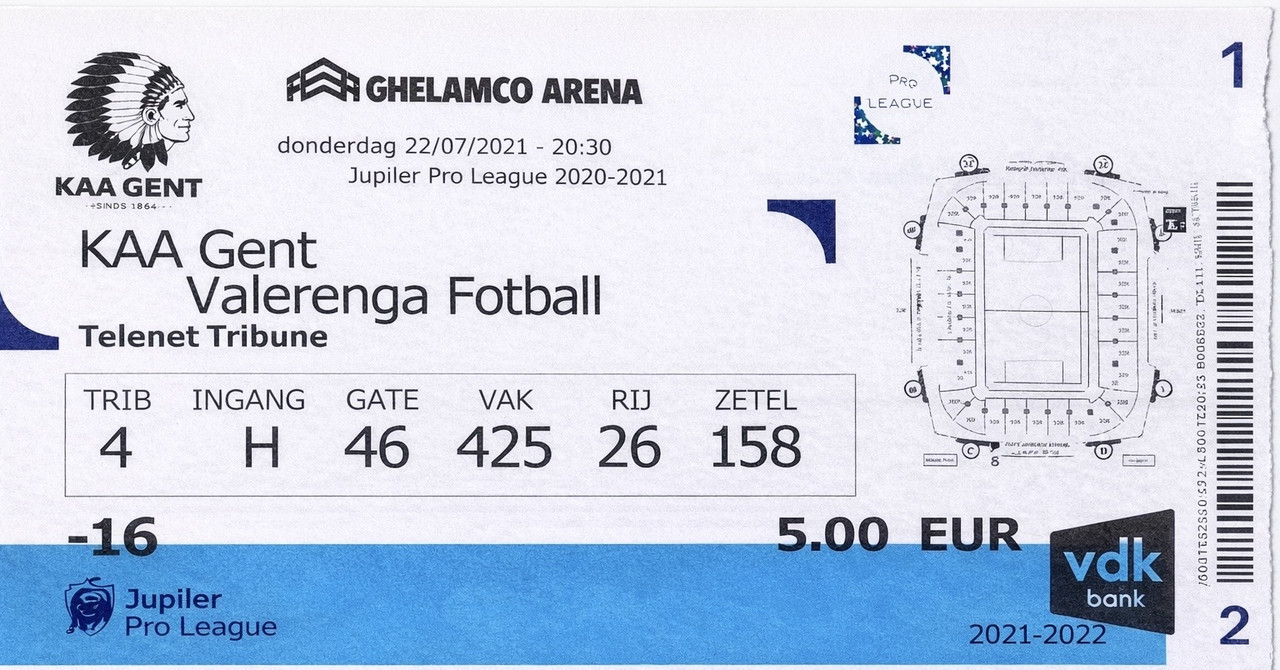 GHELAMCO ARENA
PRO
LEAGUE
1
donderdag 22/07/2021 - 20:30
Jupiler Pro League 2020-2021
KAA GENT
SINDS 1864
KAA Gent
Valerenga Fotball
Telenet Tribune
TRIB INGANG GATE VAK RIJ ZETEL
4 H 46 425 26 158
C 8 D
-16 5.00 EUR
vdk
bank
Jupiler
Pro League
2021-2022
2